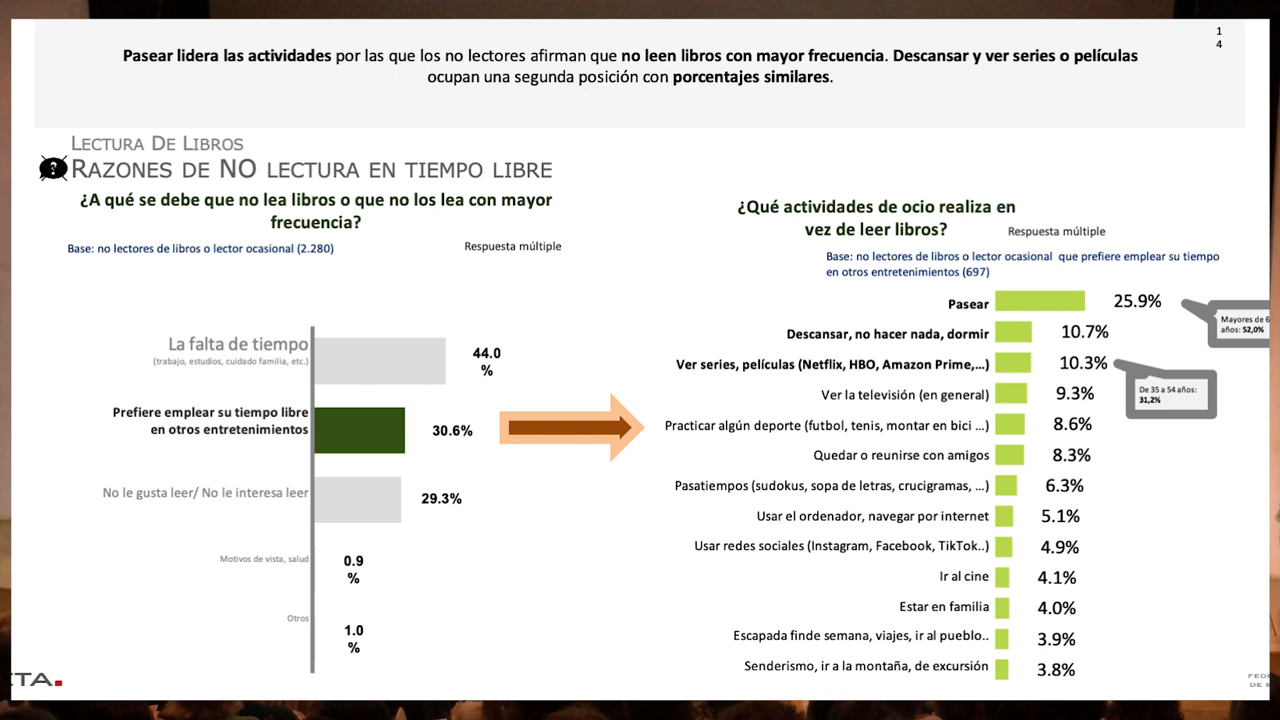 1
4
Pasear lidera las actividades por las que los no lectores afirman que no leen libros con mayor frecuencia. Descansar y ver series o películas
ocupan una segunda posición con porcentajes similares.
LECTURA DE LIBROS
RAZONES DE NO LECTURA EN TIEMPO LIBRE
¿A qué se debe que no lea libros o que no los lea con mayor
frecuencia?
Base: no lectores de libros o lector ocasional (2.280)
Respuesta múltiple
La falta de tiempo
(trabajo, estudios, cuidado familia, etc.)
44.0
%
Prefiere emplear su tiempo libre
en otros entretenimientos
30.6%
No le gusta leer/ No le interesa leer
29.3%
Motivos de vista, salud
0.9
%
Otros
1.0
%
¿Qué actividades de ocio realiza en
vez de leer libros?
Respuesta múltiple
Base: no lectores de libros o lector ocasional que prefiere emplear su tiempo
en otros entretenimientos (697)
Pasear 25.9%
Mayores de 6
años: 52,0%
Descansar, no hacer nada, dormir 10.7%
Ver series, películas (Netflix, HBO, Amazon Prime,...) 10.3%
De 35 a 54 años:
31,2%
Ver la televisión (en general) 9.3%
Practicar algún deporte (futbol, tenis, montar en bici ...) 8.6%
Quedar o reunirse con amigos 8.3%
Pasatiempos (sudokus, sopa de letras, crucigramas, ...) 6.3%
Usar el ordenador, navegar por internet 5.1%
Usar redes sociales (Instagram, Facebook, TikTok..) 4.9%
Ir al cine 4.1%
Estar en familia 4.0%
Escapada finde semana, viajes, ir al pueblo.. 3.9%
Senderismo, ir a la montaña, de excursión 3.8%
CTA.
FEDE
DE E